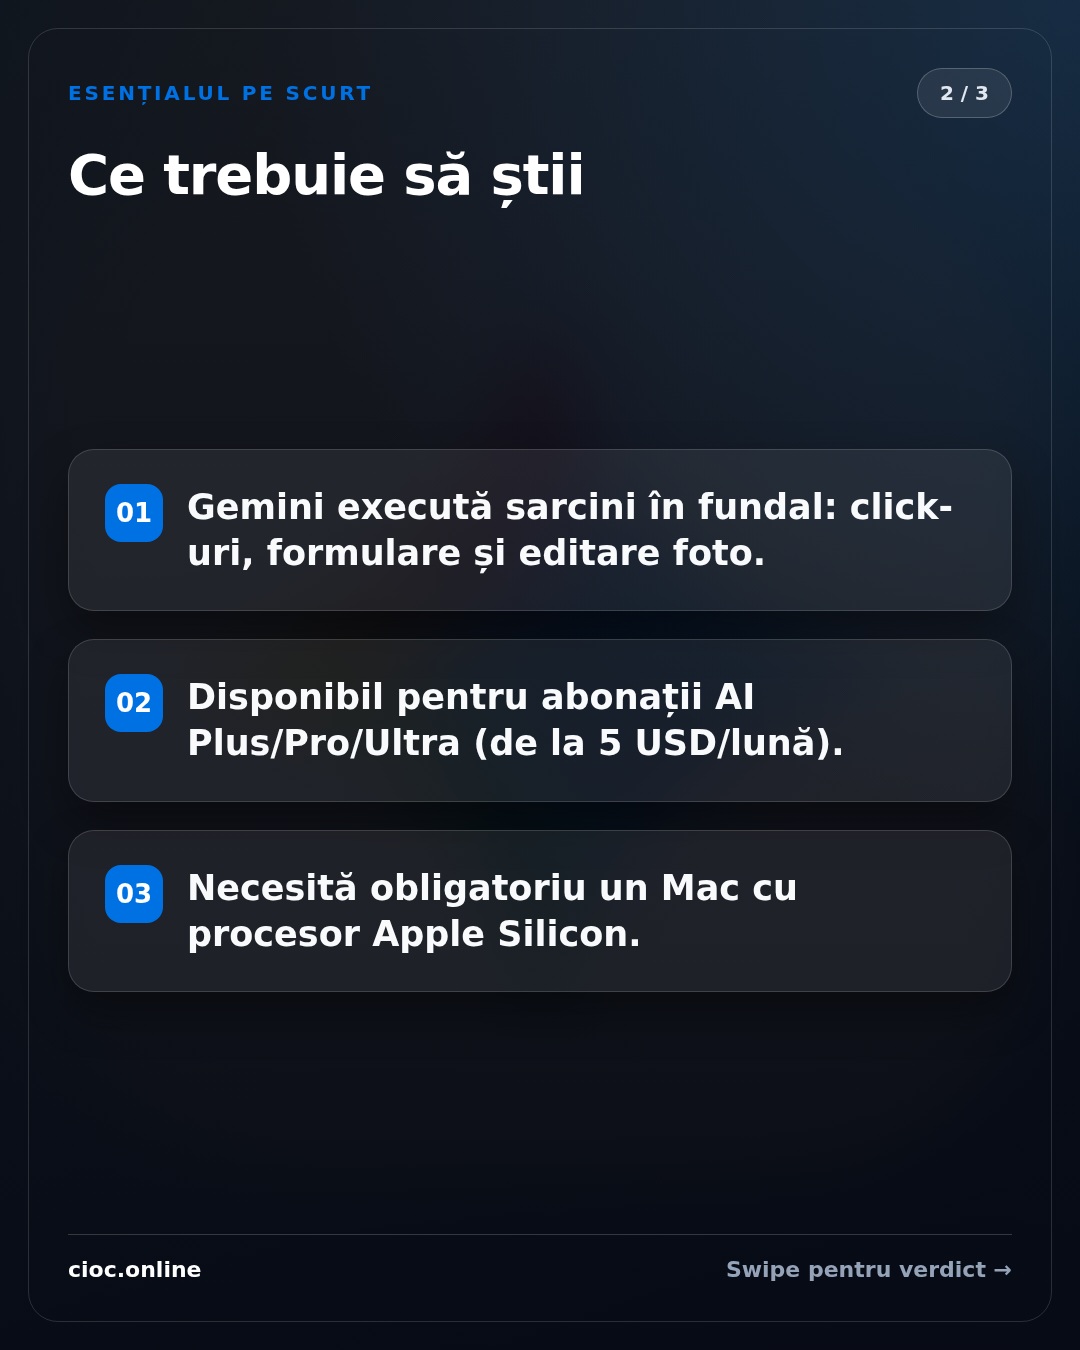 ESENȚIALUL PE SCURT
2 / 3
Ce trebuie să știi
01
Gemini execută sarcini în fundal: click-
uri, formulare și editare foto.
02
Disponibil pentru abonații AI
Plus/Pro/Ultra (de la 5 USD/lună).
03
Necesită obligatoriu un Mac cu
procesor Apple Silicon.
cioc.online
Swipe pentru verdict →